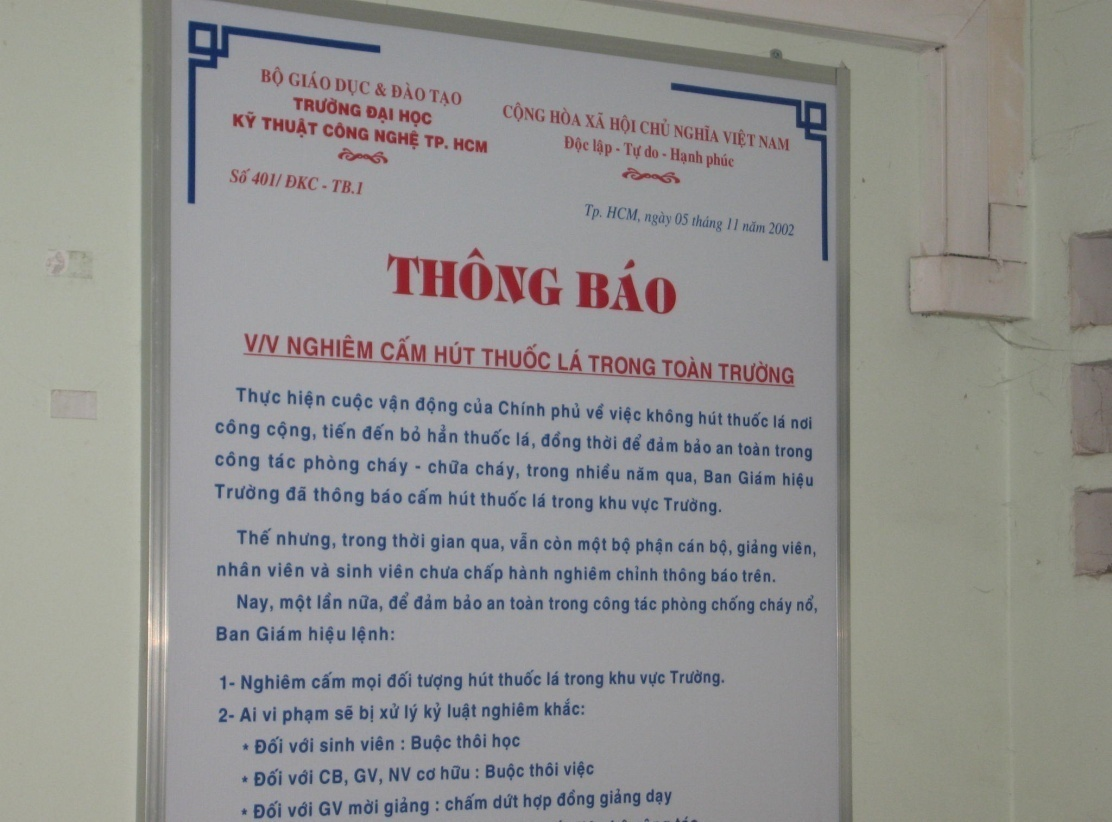 BỘ GIÁO DỤC & ĐÀO TẠO
TRƯỜNG ĐẠI HỌC
KỸ THUẬT CÔNG NGHỆ TP. HCM
Số 401/ ĐKC - TB.1
CỘNG HÒA XÃ HỘI CHỦ NGHĨA VIỆT NAM
Độc lập - Tự do - Hạnh phúc
Tp. HCM, ngày 05 tháng 11 năm 2002
THÔNG BÁO
V/V NGHIÊM CẤM HÚT THUỐC LÁ TRONG TOÀN TRƯỜNG
Thực hiện cuộc vận động của Chính phủ về việc không hút thuốc lá nơi
công cộng, tiến đến bỏ hẳn thuốc lá, đồng thời để đảm bảo an toàn trong
công tác phòng cháy - chữa cháy, trong nhiều năm qua, Ban Giám hiệu
Trường đã thông báo cấm hút thuốc lá trong khu vực Trường.
Thế nhưng, trong thời gian qua, vẫn còn một bộ phận cán bộ, giảng viên,
nhân viên và sinh viên chưa chấp hành nghiêm chỉnh thông báo trên.
Nay, một lần nữa, để đảm bảo an toàn trong công tác phòng chống cháy nổ,
Ban Giám hiệu lệnh:
1- Nghiêm cấm mọi đối tượng hút thuốc lá trong khu vực Trường.
2- Ai vi phạm sẽ bị xử lý kỷ luật nghiêm khắc:
* Đối với sinh viên : Buộc thôi học
* Đối với CB, GV, NV cơ hữu : Buộc thôi việc
* Đối với GV mời giảng : chấm dứt hợp đồng giảng dạy